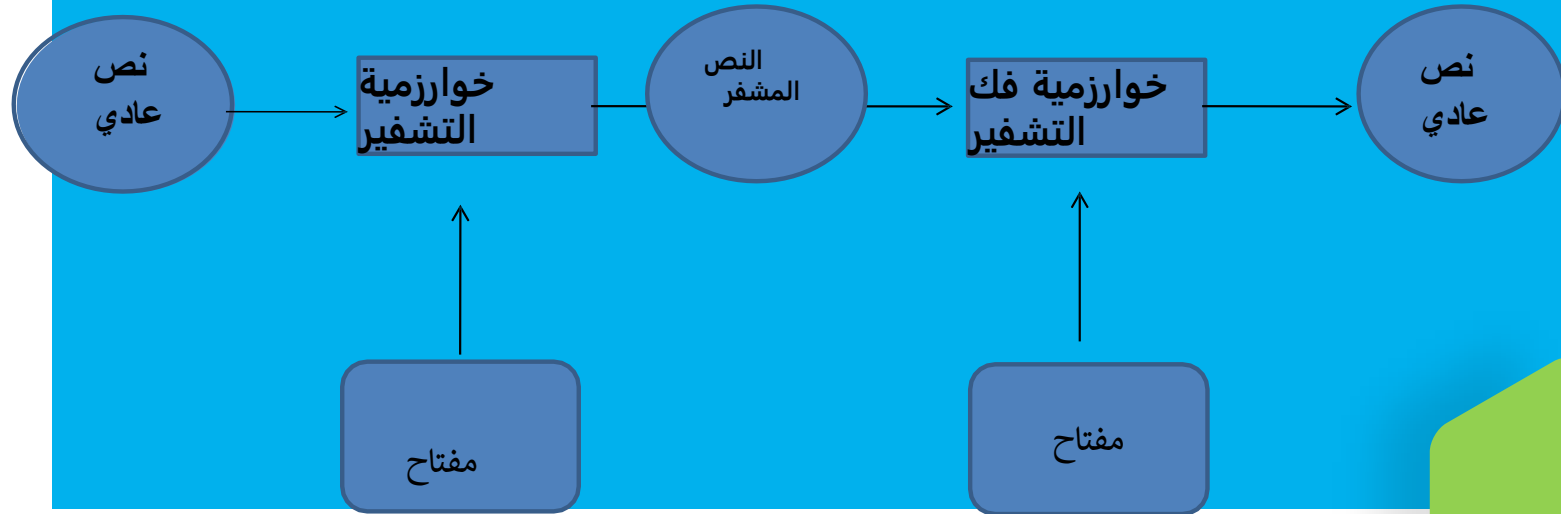 نص
عادي
خوارزمية
التشفير
النص
المشفر
خوارزمية فك
التشفير
نص
عادي
مفتاح
مفتاح